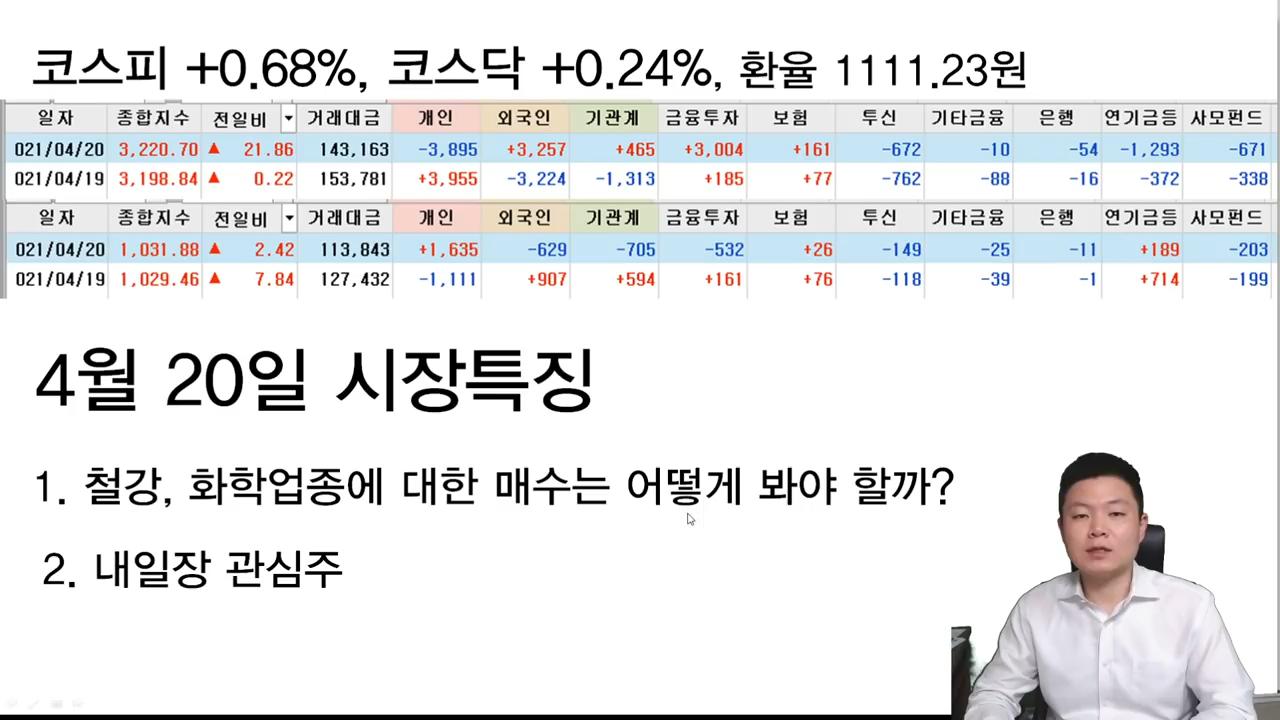 코스피 +0.68%, 코스닥 +0.24%, 환율 1111.23원
일자 종합지수 전일비 거래대금 개인 외국인 기관계 금융투자 보험 투신 기타금융 은행 연기금등 사모펀드
021/04/20 3,220.70 ▲ 21.86 143,163 -3,895 +3,257 +465 +3,004 +161 -672 -10 -54 -1,293 -671
021/04/19 3,198.84 ▲ 0.22 153,781 +3,955 -3,224 -1,313 +185 +77 -762 -88 -16 -372 -338
일자 종합지수 전일비 거래대금 개인 외국인 기관계 금융투자 보험 투신 기타금융 은행 연기금등 사모펀드
021/04/20 1,031.88 ▲ 2.42 113,843 +1,635 -629 -705 -532 +26 -149 -25 -11 +189 -203
021/04/19 1,029.46 ▲ 7.84 127,432 -1,111 +907 +594 +161 +76 -118 -39 -1 +714 -199
4월 20일 시장특징
1. 철강, 화학업종에 대한 매수는 어떻게 봐야 할까?
2. 내일장 관심주